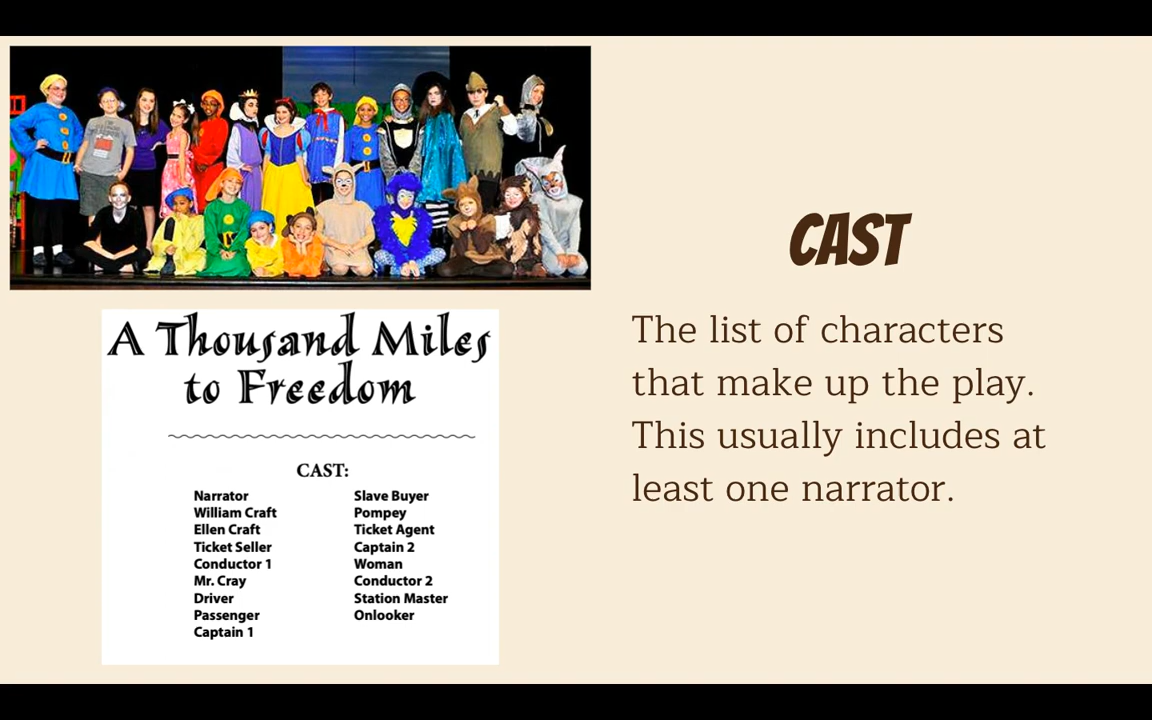 A Thousand Miles
to Freedom
CAST:
Narrator
William Craft
Ellen Craft
Ticket Seller
Conductor 1
Mr. Cray
Driver
Passenger
Captain 1
Slave Buyer
Pompey
Ticket Agent
Captain 2
Woman
Conductor 2
Station Master
Onlooker
CAST
The list of characters
that make up the play.
This usually includes at
least one narrator.